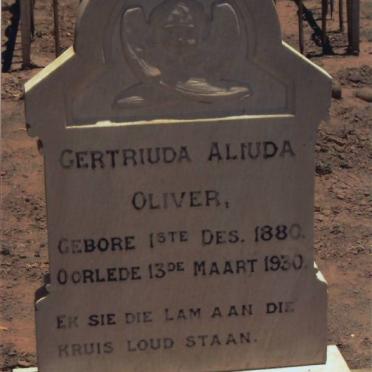 GERTRIUDA ALIUDA
OLIVER,
GEBORE 1STE DES. 1880.
OORLEDE 13DE MAART 1930.
EK SIE DIE LAM AAN DIE
KRUIS LOUD STAAN.